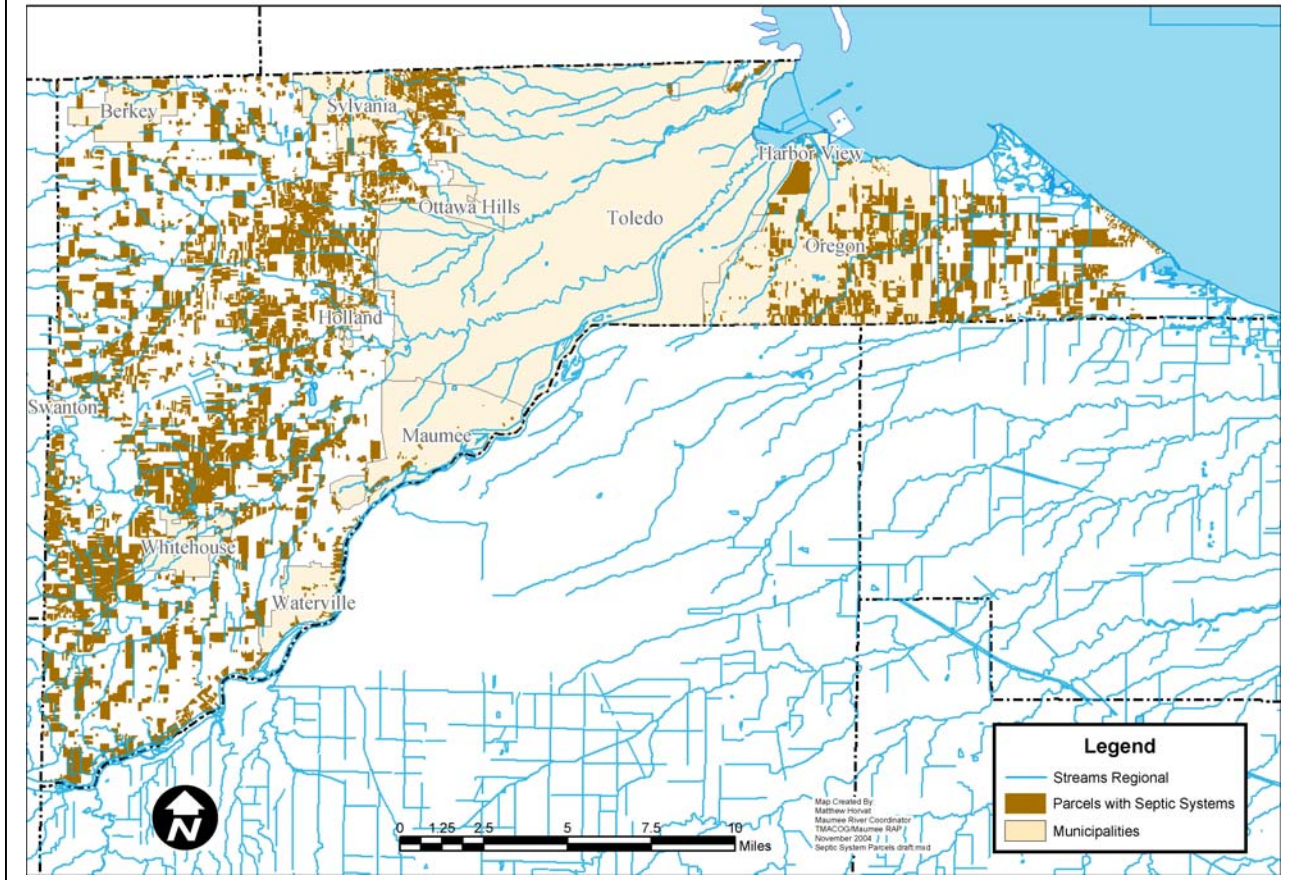 Berkey
Sylvania
Harbor View
Ottawa Hills
Toledo
Oregon
Holland
Swanton
Maumee
Whitehouse
Waterville
Legend
Streams Regional
Parcels with Septic Systems
Municipalities
N
0 1.25 2.5 5 7.5 10
Miles
Map Created By:
Matthew Horvat
Maumee River Coordinator
TMACOG/Maumee RAP
November 2004
Septic System Parcels draft.mxd